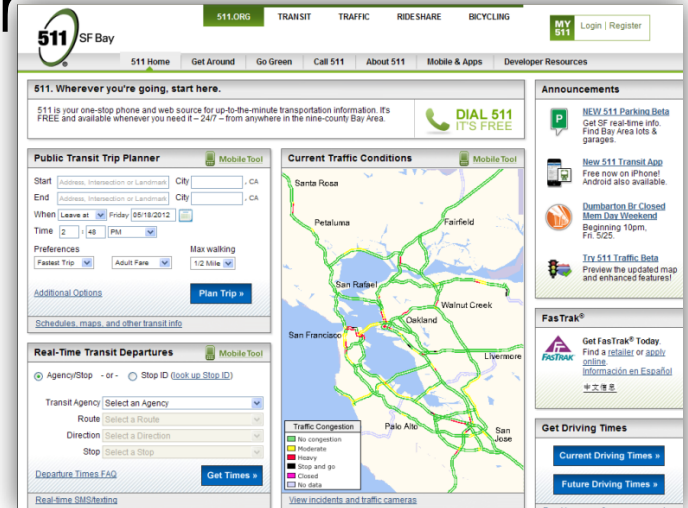 511.ORG TRANSIT TRAFFIC RIDESHARE BICYCLING
511 SF Bay
MY 511 Login | Register
511 Home Get Around Go Green Call 511 About 511 Mobile & Apps Developer Resources
511. Wherever you're going, start here.
511 is your one-stop phone and web source for up-to-the-minute transportation information. It's
FREE and available whenever you need it – 24/7 – from anywhere in the nine-county Bay Area.
DIAL 511
IT'S FREE
Public Transit Trip Planner Mobile Tool
Start Address, Intersection or Landmark City , CA
End Address, Intersection or Landmark City , CA
When Leave at Friday 05/18/2012
Time 2 : 48 PM
Preferences Max walking
Fastest Trip Adult Fare 1/2 Mile
Additional Options Plan Trip »
Schedules, maps, and other transit info
Real-Time Transit Departures Mobile Tool
Agency/Stop - or - Stop ID (look up Stop ID)
Transit Agency Select an Agency
Route Select a Route
Direction Select a Direction
Stop Select a Stop
Departure Times FAQ Get Times »
Real-time SMS/texting
Current Traffic Conditions Mobile Tool
Santa Rosa
Petaluma
Fairfield
San Rafael
Walnut Creek
Oakland
San Francisco
Livermore
Palo Alto
San Jose
Traffic Congestion
No congestion
Moderate
Heavy
Stop and go
Closed
No data
View incidents and traffic cameras
Announcements
P
NEW 511 Parking Beta
Get SF real-time info.
Find Bay Area lots &
garages.
New 511 Transit App
Free now on iPhone!
Android also available.
Dumbarton Br Closed
Mem Day Weekend
Beginning 10pm,
Fri. 5/25.
Try 511 Traffic Beta
Preview the updated map
and enhanced features!
FasTrak®
FASTRAK
Get FasTrak® Today.
Find a retailer or apply
online.
Información en Español
中文信息
Get Driving Times
Current Driving Times »
Future Driving Times »